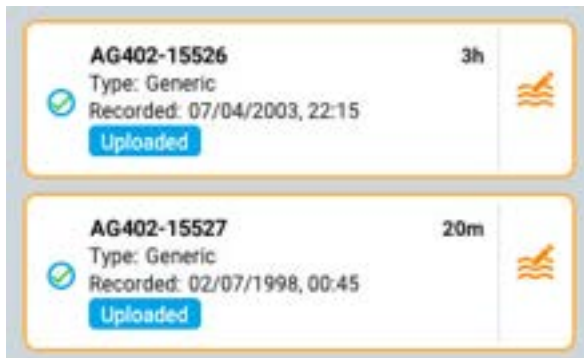 AG402-15526 3h
Type: Generic
Recorded: 07/04/2003, 22:15
Uploaded
AG402-15527 20m
Type: Generic
Recorded: 02/07/1998, 00:45
Uploaded